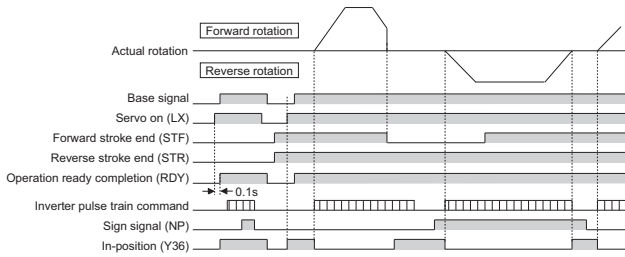 Forward rotation
Actual rotation
Reverse rotation
Base signal
Servo on (LX)
Forward stroke end (STF)
Reverse stroke end (STR)
Operation ready completion (RDY)
0.1s
Inverter pulse train command
Sign signal (NP)
In-position (Y36)